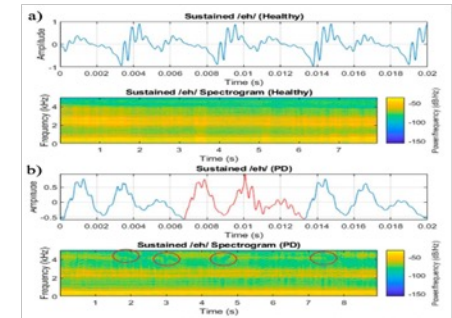 a)
Sustained /eh/ (Healthy)
Amplitude
1
0
-1
0 0.002 0.004 0.006 0.008 0.01 0.012 0.014 0.016 0.018 0.02
Time (s)
Sustained /eh/ Spectrogram (Healthy)
Frequency (kHz)
4
2
0
1 2 3 4 5 6 7
Time (s)
-50
-100
-150
Power/frequency (dB/Hz)
b)
Sustained /eh/ (PD)
Amplitude
0.5
0
-0.5
0 0.002 0.004 0.006 0.008 0.01 0.012 0.014 0.016 0.018 0.02
Time (s)
Sustained /eh/ Spectrogram (PD)
Frequency (kHz)
4
2
0
1 2 3 4 5 6 7 8
Time (s)
-50
-100
-150
Power/frequency (dB/Hz)